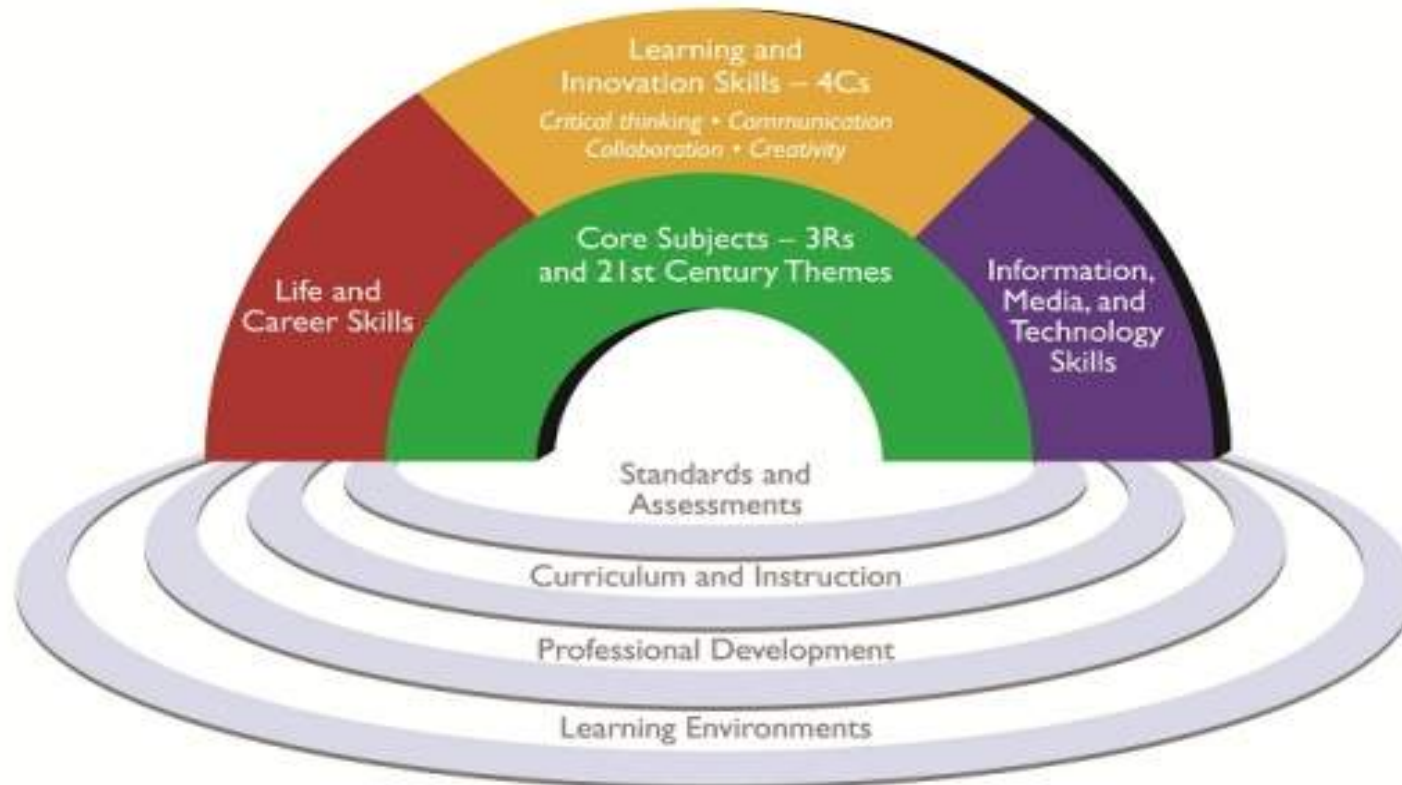 Learning and
Innovation Skills – 4Cs
Critical thinking • Communication
Collaboration • Creativity
Core Subjects – 3Rs
and 21st Century Themes
Life and
Career Skills
Information,
Media, and
Technology
Skills
Standards and
Assessments
Curriculum and Instruction
Professional Development
Learning Environments